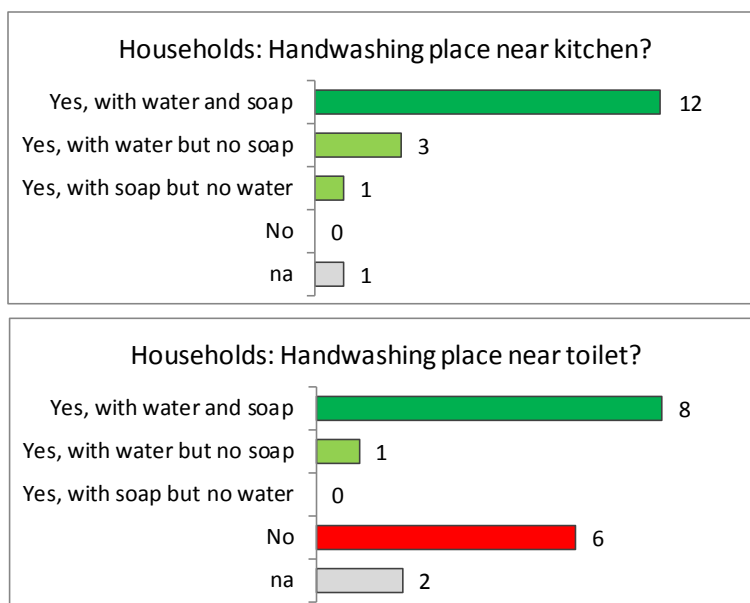 Households: Handwashing place near kitchen?
Yes, with water and soap 12
Yes, with water but no soap 3
Yes, with soap but no water 1
No 0
na 1
Households: Handwashing place near toilet?
Yes, with water and soap 8
Yes, with water but no soap 1
Yes, with soap but no water 0
No 6
na 2